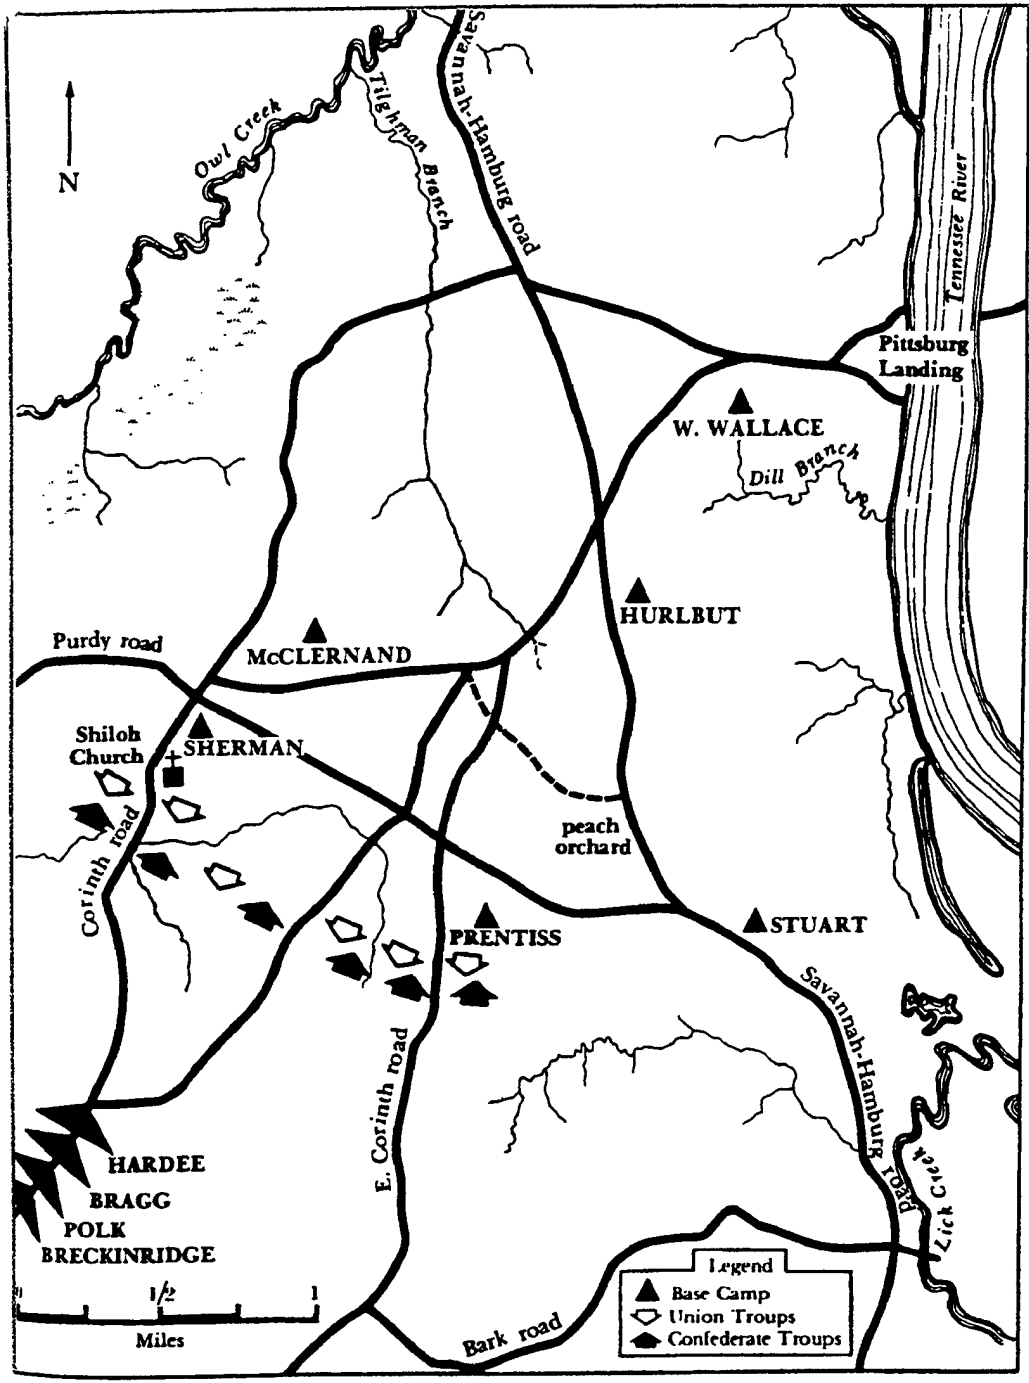 Savannah-Hamburg road
Owl Creek
Tilghman Branch
N
Tennessee River
Pittsburg
Landing
W. WALLACE
Dill Branch
HURLBUT
Purdy road
McCLERNAND
Shiloh
Church
SHERMAN
peach
orchard
Corinth road
PRENTISS
STUART
Savannah-Hamburg road
E. Corinth road
HARDEE
BRAGG
POLK
BRECKINRIDGE
Lick Creek
0 1/2 1
Miles
Bark road
Legend
Base Camp
Union Troups
Confederate Troups